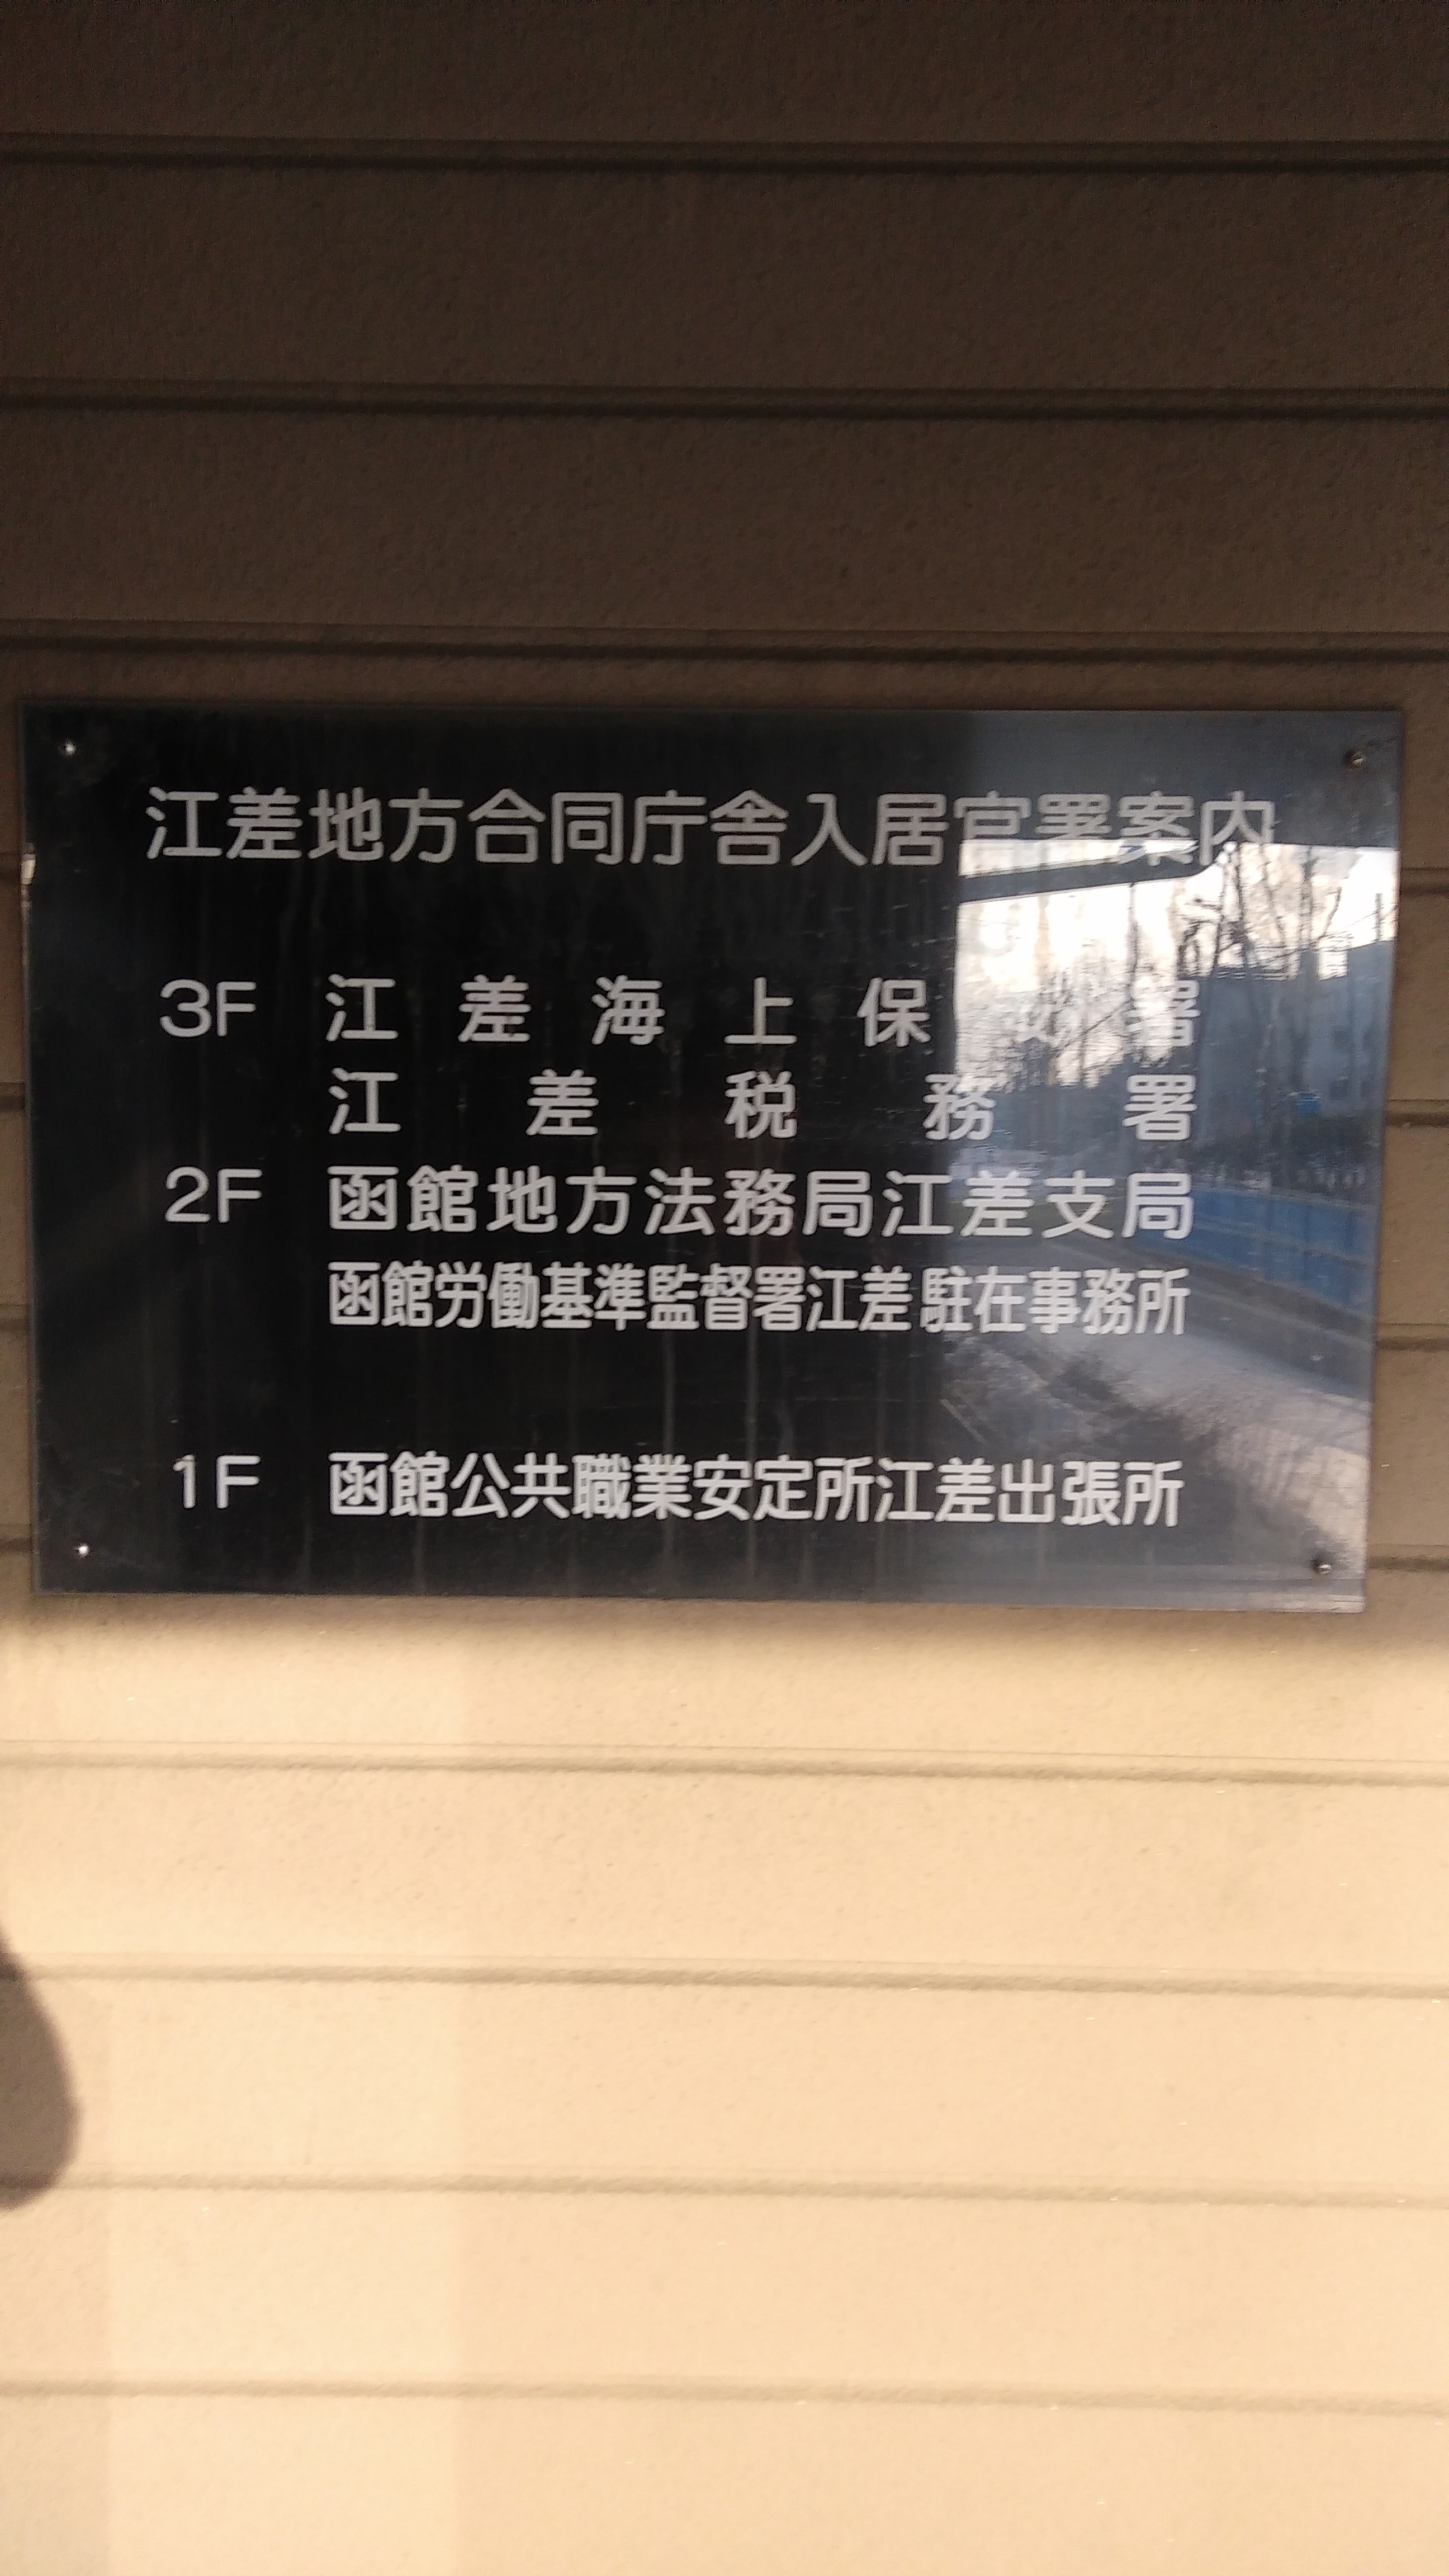 江差地方合同庁舎入居官署案内
3F 江差海上保安署
江差税務署
2F 函館地方法務局江差支局
函館労働基準監督署江差駐在事務所
1F 函館公共職業安定所江差出張所